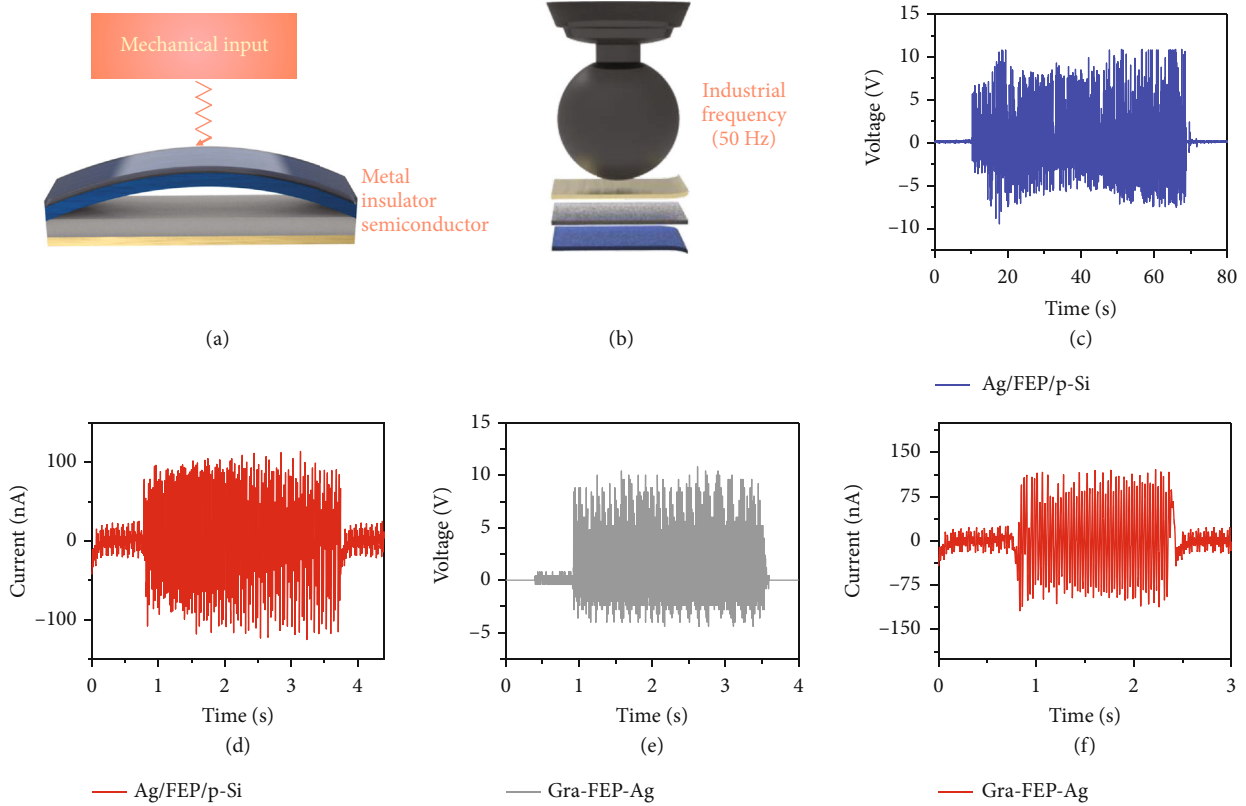 Mechanical input
Metal
insulator
semiconductor
(a)
Industrial
frequency
(50 Hz)
(b)
15
10
5
0
−5
−10
Voltage (V)
0 20 40 60 80
Time (s)
(c)
Ag/FEP/p-Si
100
0
−100
Current (nA)
0 1 2 3 4
Time (s)
(d)
Ag/FEP/p-Si
15
10
5
0
−5
Voltage (V)
0 1 2 3 4
Time (s)
(e)
Gra-FEP-Ag
150
75
0
−75
−150
Current (nA)
0 1 2 3
Time (s)
(f)
Gra-FEP-Ag